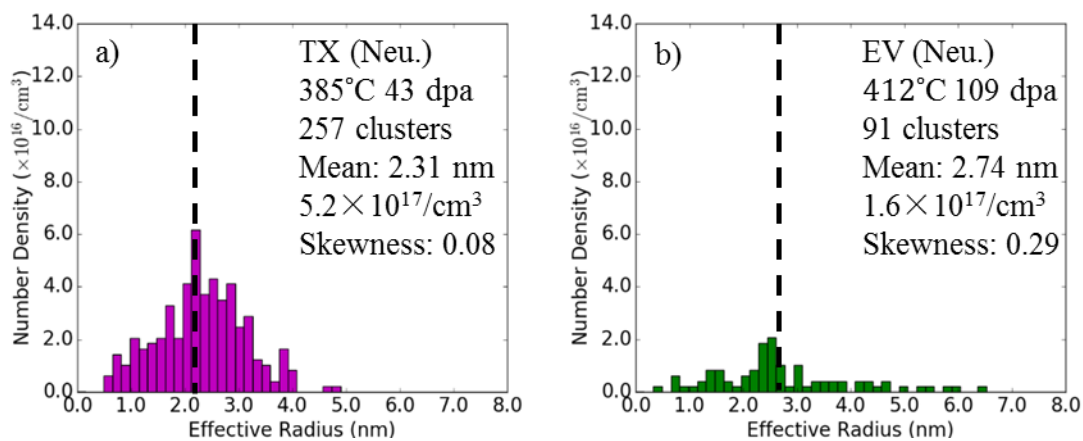 a)
TX (Neu.)
385°C 43 dpa
257 clusters
Mean: 2.31 nm
5.2×10¹⁷/cm³
Skewness: 0.08
Number Density (×10¹⁶/cm³)
14.0
12.0
10.0
8.0
6.0
4.0
2.0
0.0
0.0 1.0 2.0 3.0 4.0 5.0 6.0 7.0 8.0
Effective Radius (nm)
b)
EV (Neu.)
412°C 109 dpa
91 clusters
Mean: 2.74 nm
1.6×10¹⁷/cm³
Skewness: 0.29
Number Density (×10¹⁶/cm³)
14.0
12.0
10.0
8.0
6.0
4.0
2.0
0.0
0.0 1.0 2.0 3.0 4.0 5.0 6.0 7.0 8.0
Effective Radius (nm)